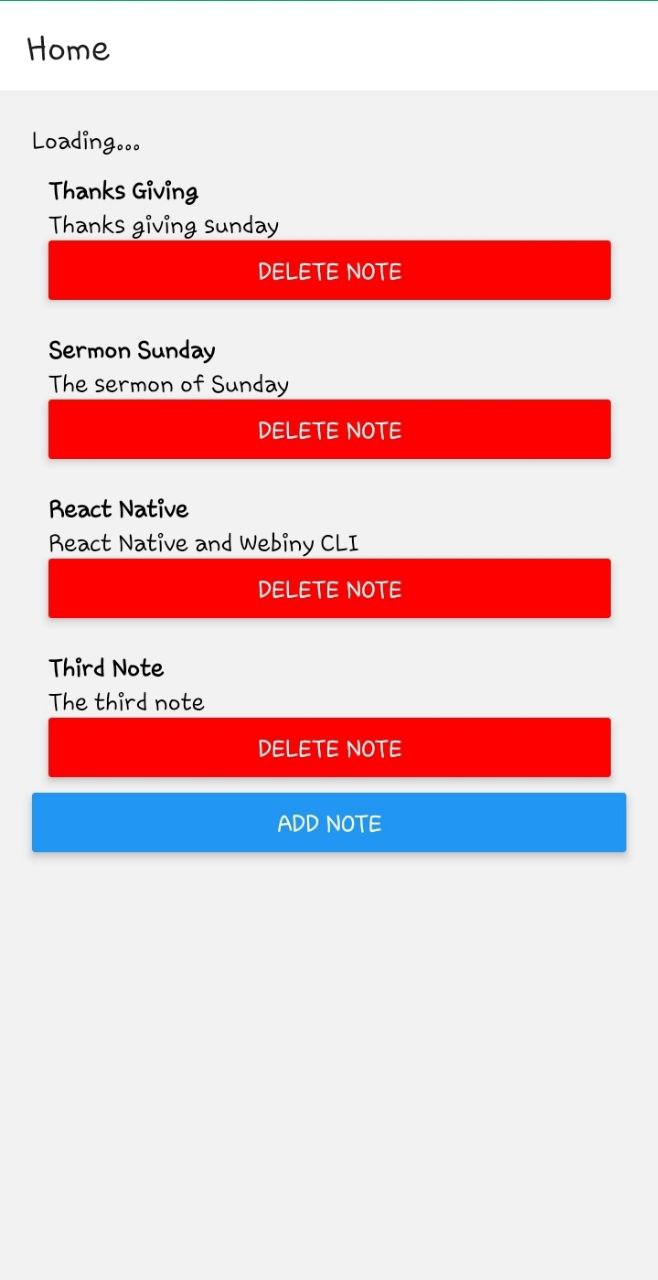 Home
Loading...
Thanks Giving
Thanks giving sunday
DELETE NOTE
Sermon Sunday
The sermon of Sunday
DELETE NOTE
React Native
React Native and Webiny CLI
DELETE NOTE
Third Note
The third note
DELETE NOTE
ADD NOTE